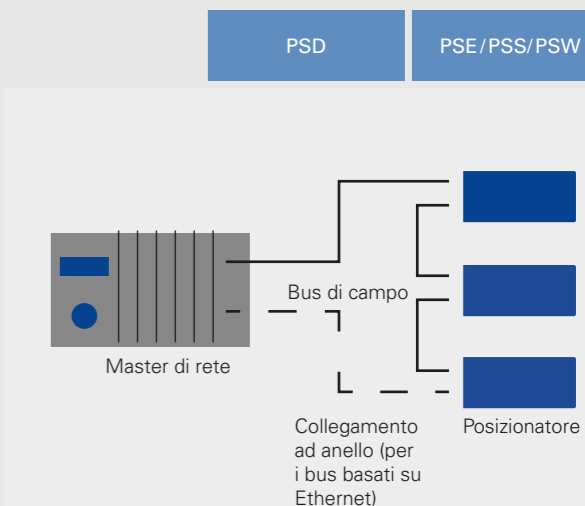 PSD
PSE/PSS/PSW
Bus di campo
Master di rete
Collegamento
ad anello (per
i bus basati su
Ethernet)
Posizionatore